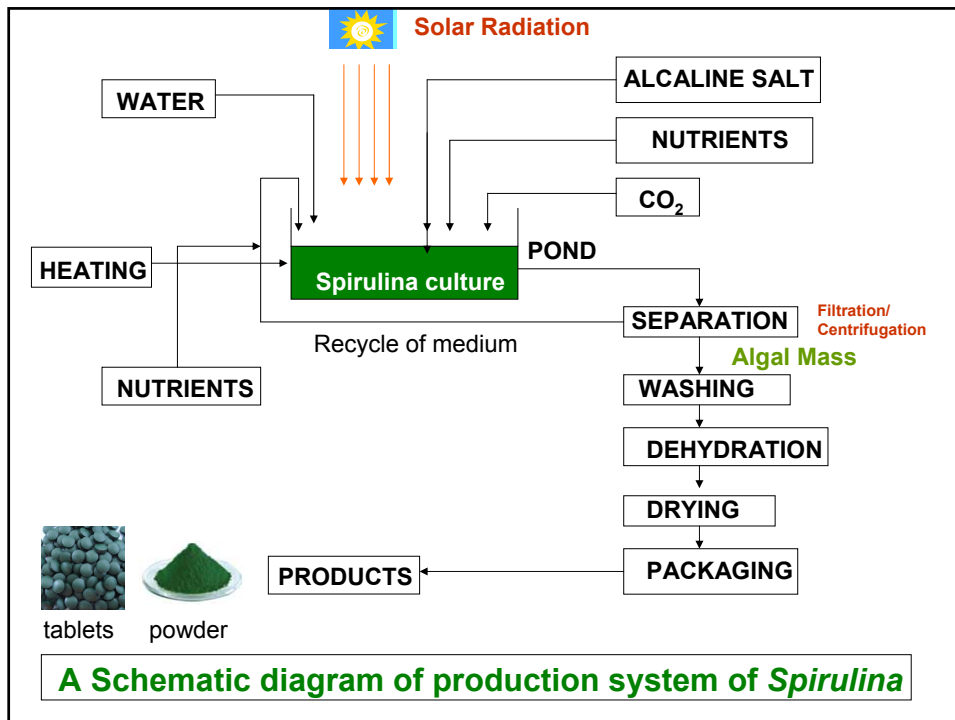 Solar Radiation
WATER
ALCALINE SALT
NUTRIENTS
CO₂
POND
HEATING
Spirulina culture
SEPARATION
Filtration/
Centrifugation
Recycle of medium
Algal Mass
NUTRIENTS
WASHING
DEHYDRATION
DRYING
PRODUCTS
PACKAGING
tablets
powder
A Schematic diagram of production system of Spirulina